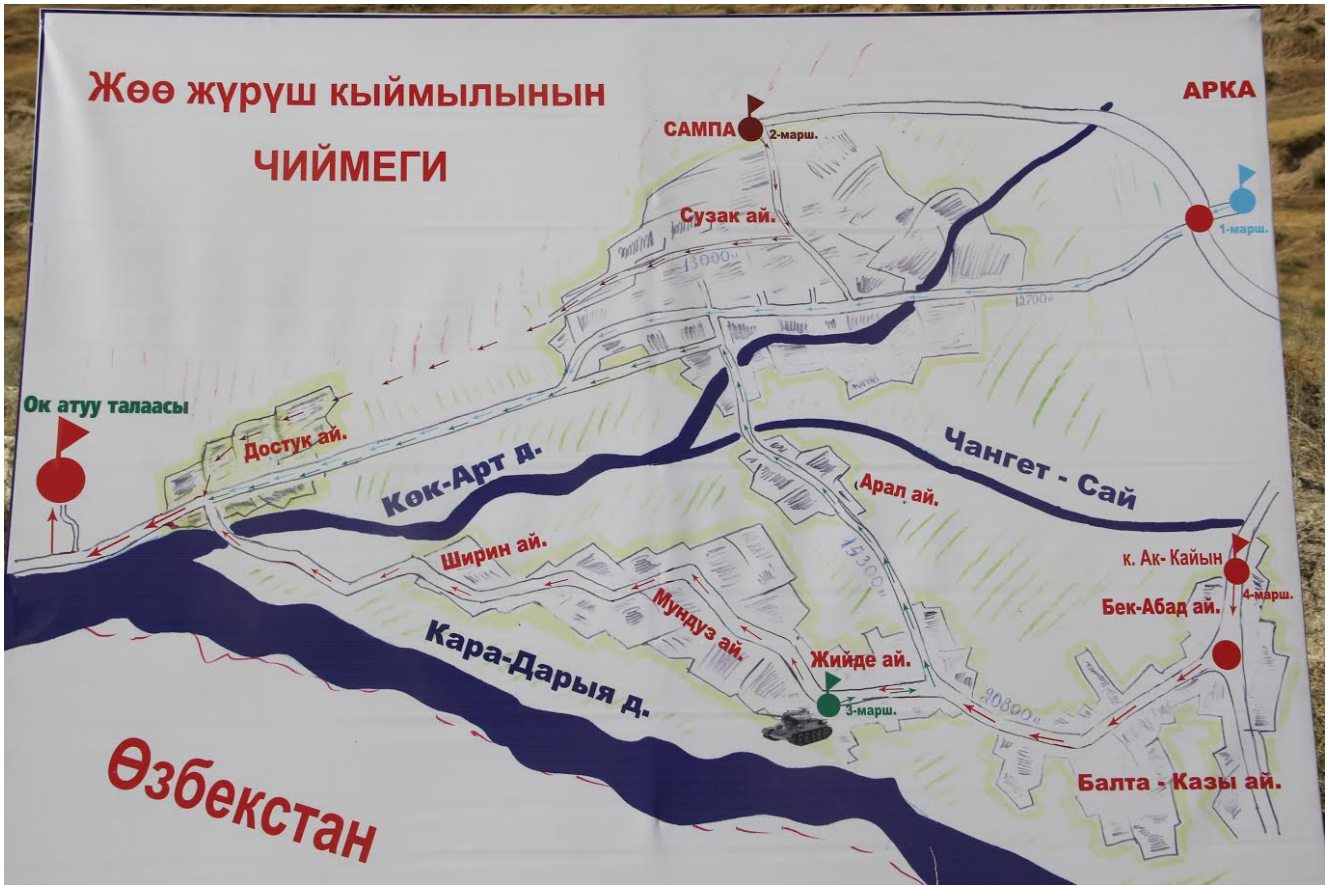 Жөө жүрүш кыймылынын
ЧИЙМЕГИ
АРКА
САМПА
2-марш.
1-марш.
Сузак ай.
13000м
12700м
Ок атуу талаасы
Достук ай.
Көк-Арт д.
Чангет - Сай
Арал ай.
Ширин ай.
15300м
к. Ак- Кайын
4-марш.
Бек-Абад ай.
Мундуз ай.
Жийде ай.
Кара-Дарыя д.
3-марш.
20800м
Балта - Казы ай.
Өзбекстан